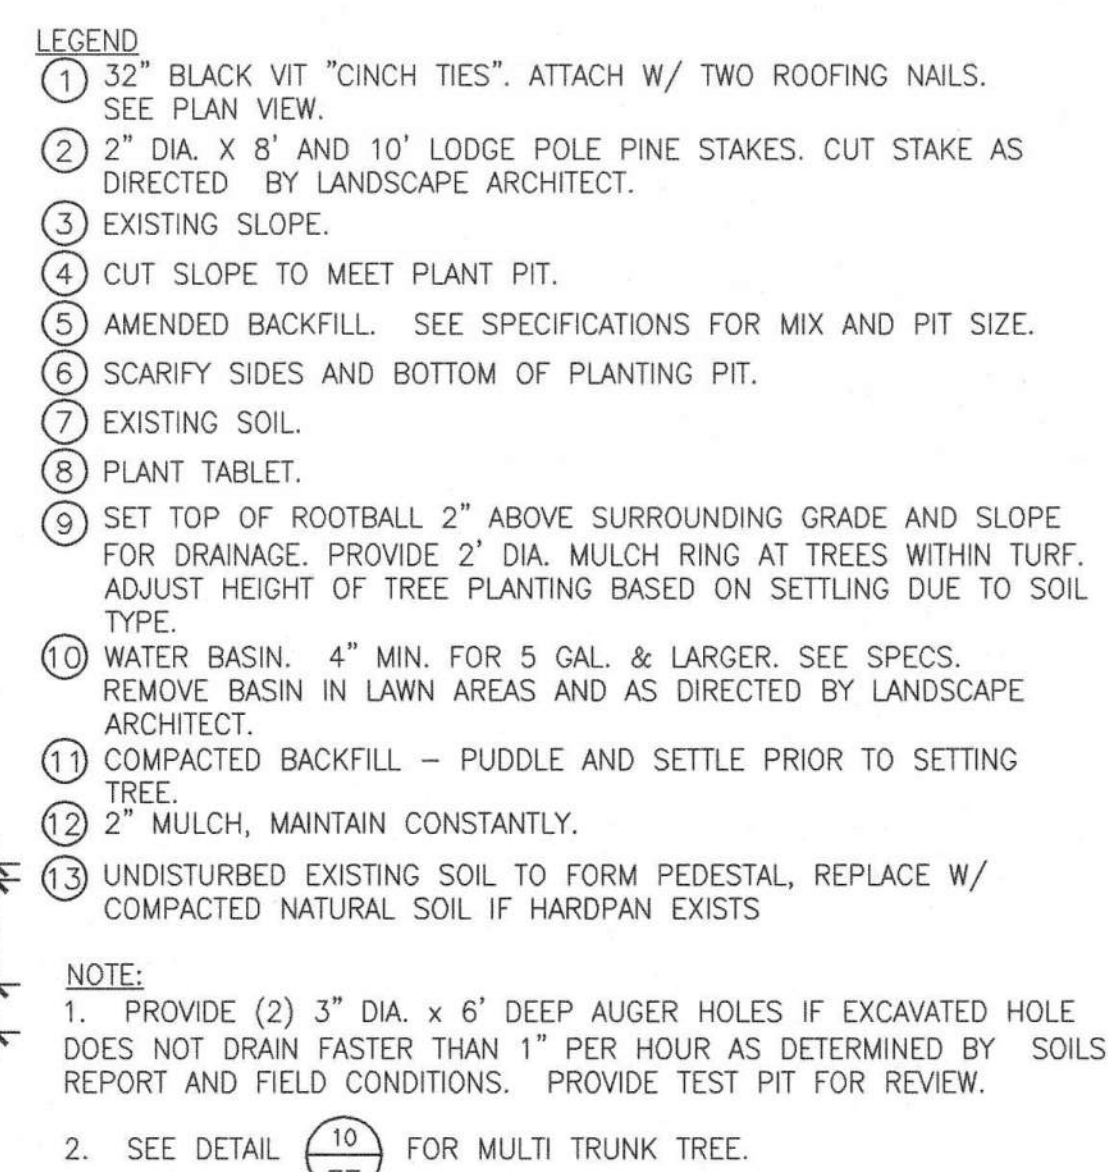 LEGEND
1 32" BLACK VIT "CINCH TIES". ATTACH W/ TWO ROOFING NAILS.
SEE PLAN VIEW.
2 2" DIA. X 8' AND 10' LODGE POLE PINE STAKES. CUT STAKE AS
DIRECTED BY LANDSCAPE ARCHITECT.
3 EXISTING SLOPE.
4 CUT SLOPE TO MEET PLANT PIT.
5 AMENDED BACKFILL. SEE SPECIFICATIONS FOR MIX AND PIT SIZE.
6 SCARIFY SIDES AND BOTTOM OF PLANTING PIT.
7 EXISTING SOIL.
8 PLANT TABLET.
9 SET TOP OF ROOTBALL 2" ABOVE SURROUNDING GRADE AND SLOPE
FOR DRAINAGE. PROVIDE 2' DIA. MULCH RING AT TREES WITHIN TURF.
ADJUST HEIGHT OF TREE PLANTING BASED ON SETTLING DUE TO SOIL
TYPE.
10 WATER BASIN. 4" MIN. FOR 5 GAL. & LARGER. SEE SPECS.
REMOVE BASIN IN LAWN AREAS AND AS DIRECTED BY LANDSCAPE
ARCHITECT.
11 COMPACTED BACKFILL – PUDDLE AND SETTLE PRIOR TO SETTING
TREE.
12 2" MULCH, MAINTAIN CONSTANTLY.
13 UNDISTURBED EXISTING SOIL TO FORM PEDESTAL, REPLACE W/
COMPACTED NATURAL SOIL IF HARDPAN EXISTS
NOTE:
1. PROVIDE (2) 3" DIA. x 6' DEEP AUGER HOLES IF EXCAVATED HOLE
DOES NOT DRAIN FASTER THAN 1" PER HOUR AS DETERMINED BY SOILS
REPORT AND FIELD CONDITIONS. PROVIDE TEST PIT FOR REVIEW.
2. SEE DETAIL 10 FOR MULTI TRUNK TREE.